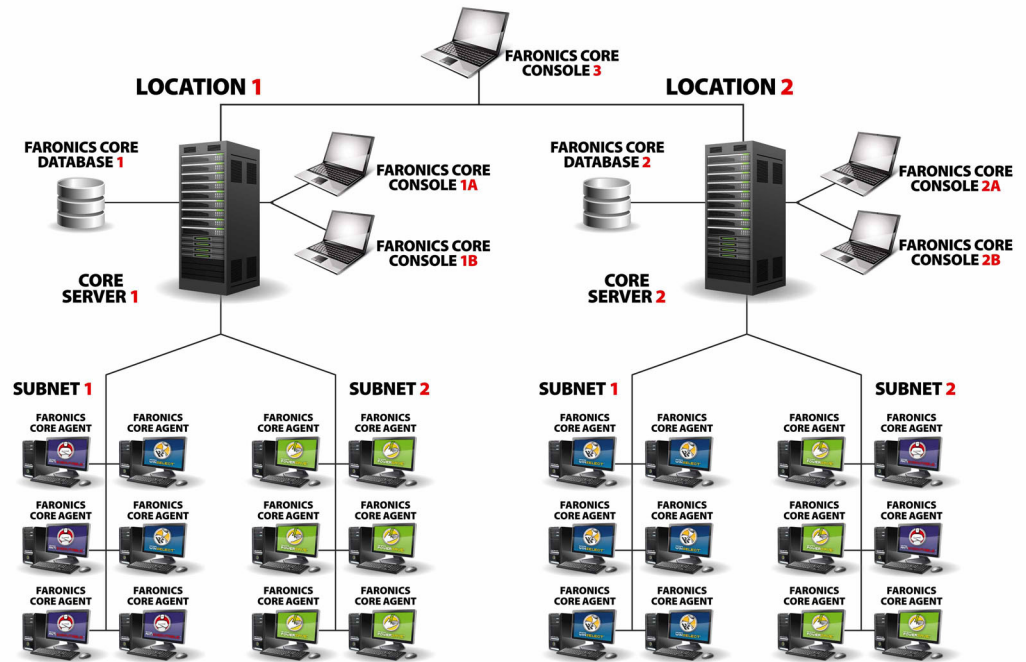 FARONICS CORE
CONSOLE 3
LOCATION 1
LOCATION 2
FARONICS CORE
DATABASE 1
FARONICS CORE
CONSOLE 1A
FARONICS CORE
CONSOLE 1B
CORE
SERVER 1
FARONICS CORE
DATABASE 2
FARONICS CORE
CONSOLE 2A
FARONICS CORE
CONSOLE 2B
CORE
SERVER 2
SUBNET 1
SUBNET 2
SUBNET 1
SUBNET 2
FARONICS
CORE AGENT
FARONICS
CORE AGENT
FARONICS
CORE AGENT
FARONICS
CORE AGENT
FARONICS
CORE AGENT
FARONICS
CORE AGENT
FARONICS
CORE AGENT
FARONICS
CORE AGENT
FARONICS
CORE AGENT
FARONICS
CORE AGENT
FARONICS
CORE AGENT
FARONICS
CORE AGENT
FARONICS
CORE AGENT
FARONICS
CORE AGENT
FARONICS
CORE AGENT
FARONICS
CORE AGENT
FARONICS
CORE AGENT
FARONICS
CORE AGENT
FARONICS
CORE AGENT
FARONICS
CORE AGENT
FARONICS
CORE AGENT
FARONICS
CORE AGENT
FARONICS
CORE AGENT
FARONICS
CORE AGENT